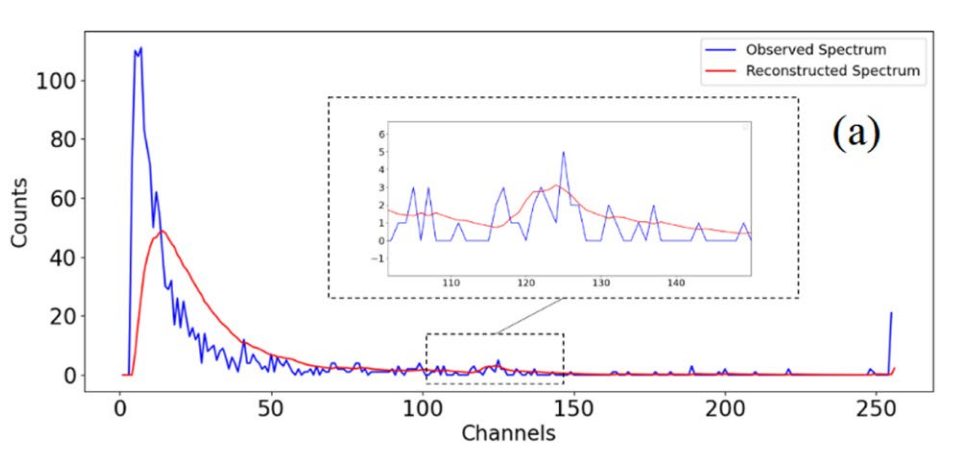 Observed Spectrum
Reconstructed Spectrum
(a)
100
80
60
40
20
0
Counts
6
5
4
3
2
1
0
−1
110 120 130 140
0 50 100 150 200 250
Channels